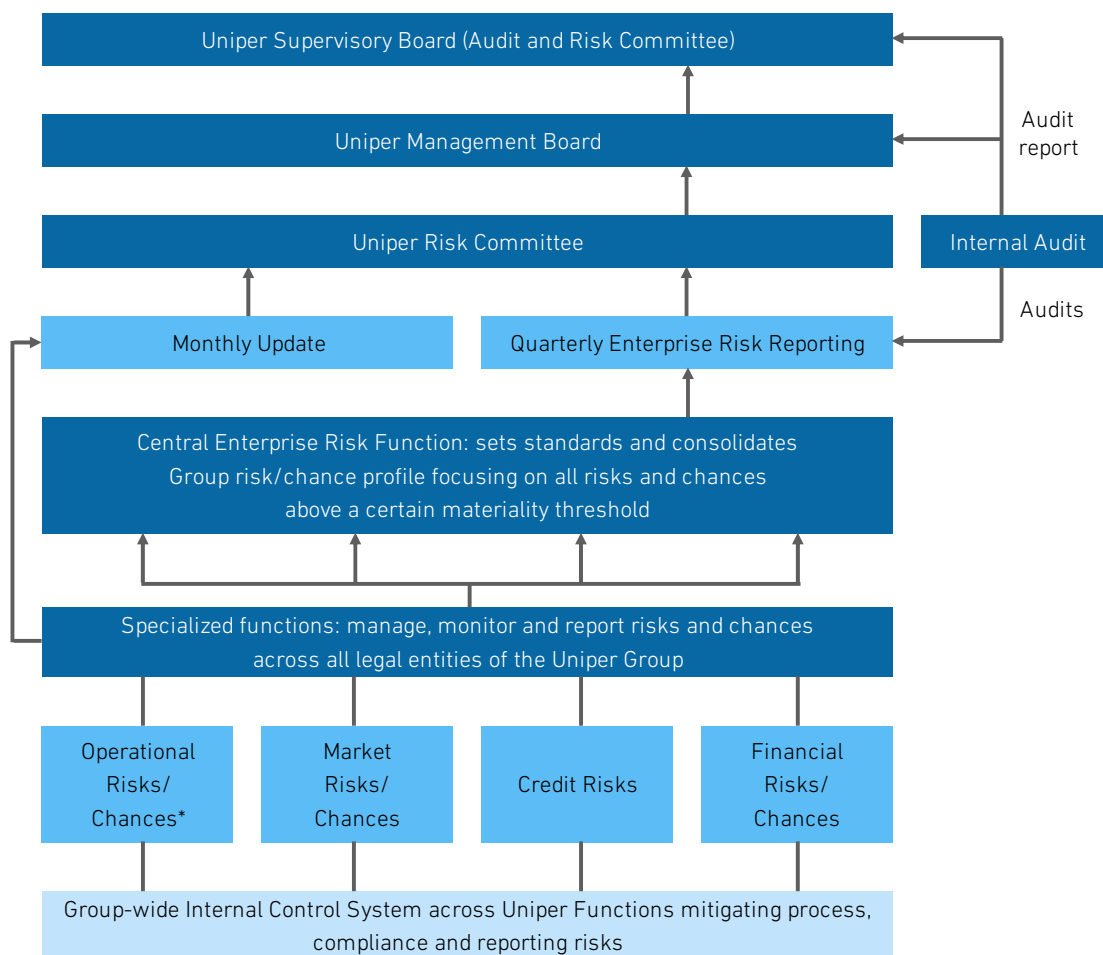 Uniper Supervisory Board (Audit and Risk Committee)
Audit
report
Uniper Management Board
Uniper Risk Committee
Internal Audit
Audits
Monthly Update
Quarterly Enterprise Risk Reporting
Central Enterprise Risk Function: sets standards and consolidates
Group risk/chance profile focusing on all risks and chances
above a certain materiality threshold
Specialized functions: manage, monitor and report risks and chances
across all legal entities of the Uniper Group
Operational
Risks/
Chances*
Market
Risks/
Chances
Credit Risks
Financial
Risks/
Chances
Group-wide Internal Control System across Uniper Functions mitigating process,
compliance and reporting risks